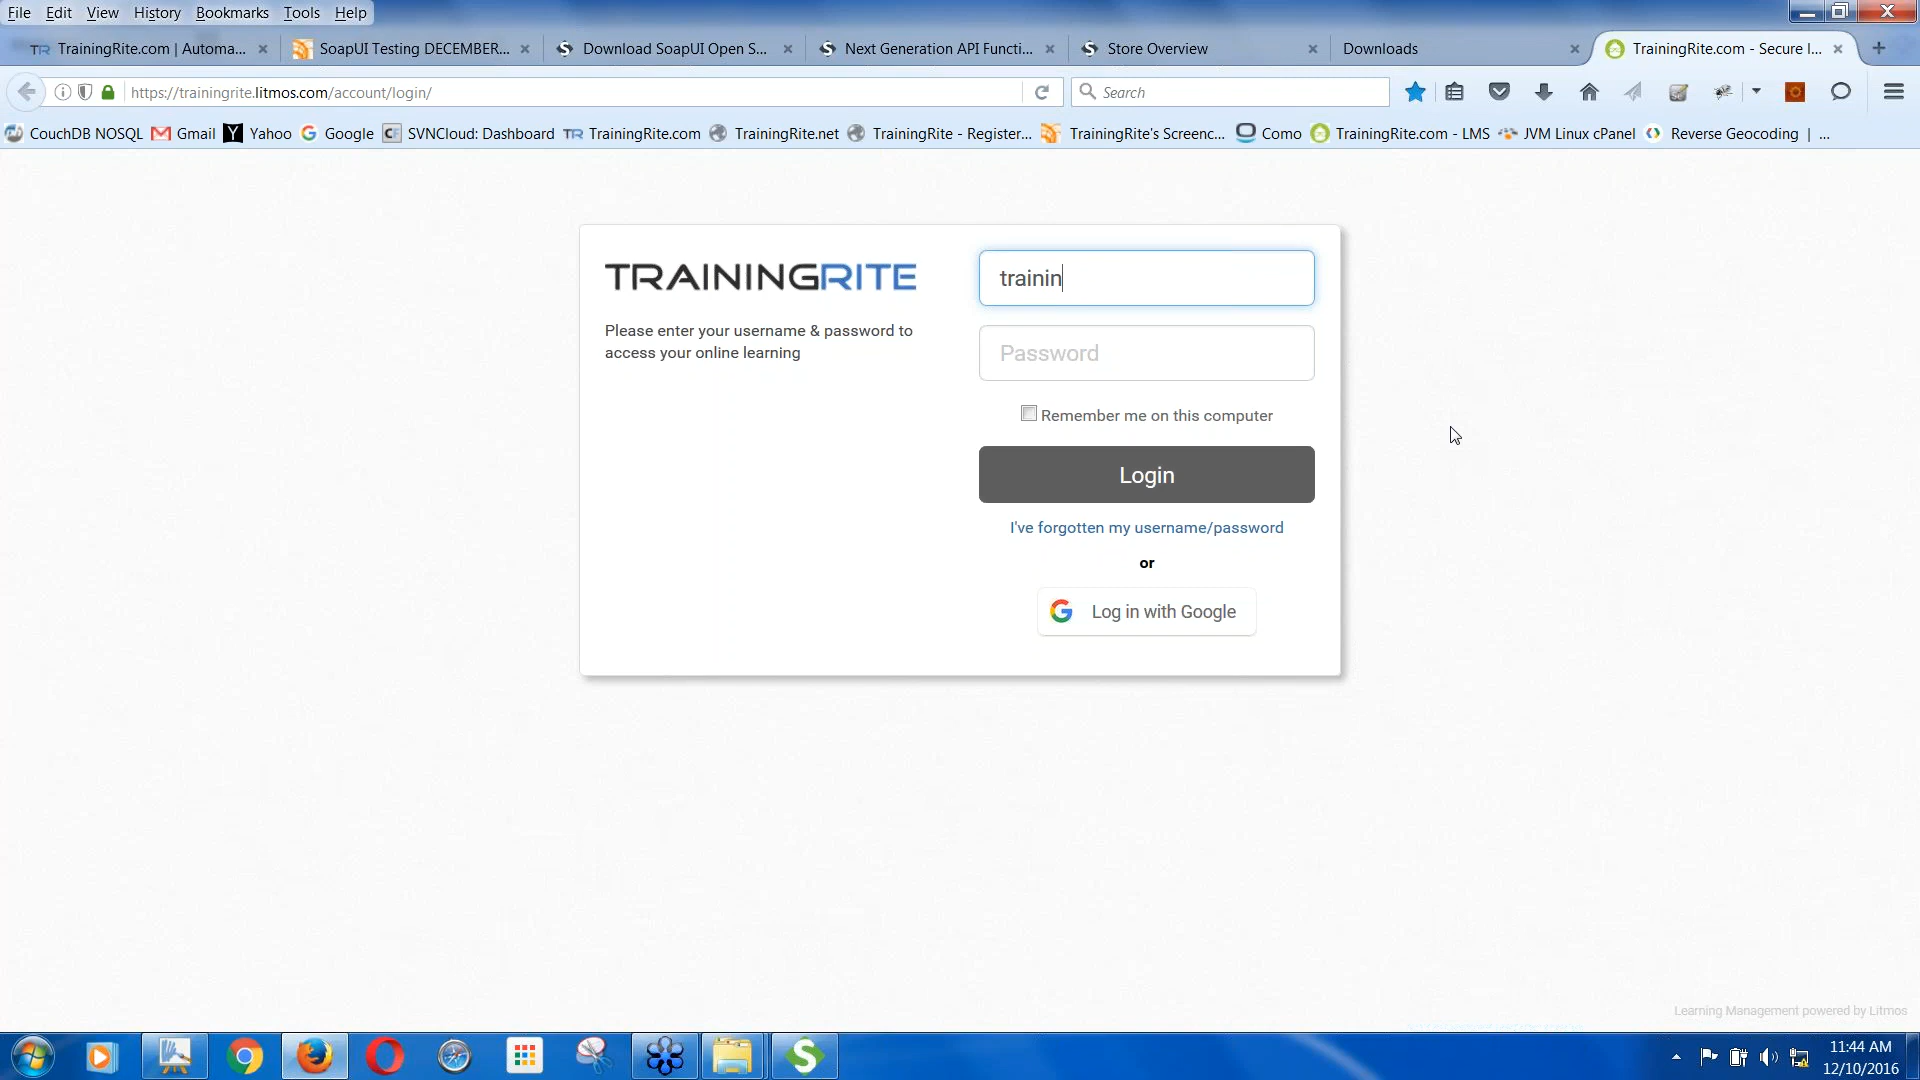 File Edit View History Bookmarks Tools Help
TR TrainingRite.com | Automa... SoapUI Testing DECEMBER... Download SoapUI Open S... Next Generation API Functi... Store Overview Downloads TrainingRite.com - Secure l...
https://trainingrite.litmos.com/account/login/ Search
CouchDB NOSQL Gmail Yahoo Google SVNCloud: Dashboard TR TrainingRite.com TrainingRite.net TrainingRite - Register... TrainingRite's Screenc... Como TrainingRite.com - LMS JVM Linux cPanel Reverse Geocoding | ...
TRAININGRITE
Please enter your username & password to
access your online learning
trainin
Password
Remember me on this computer
Login
I've forgotten my username/password
or
Log in with Google
Learning Management powered by Litmos
11:44 AM
12/10/2016